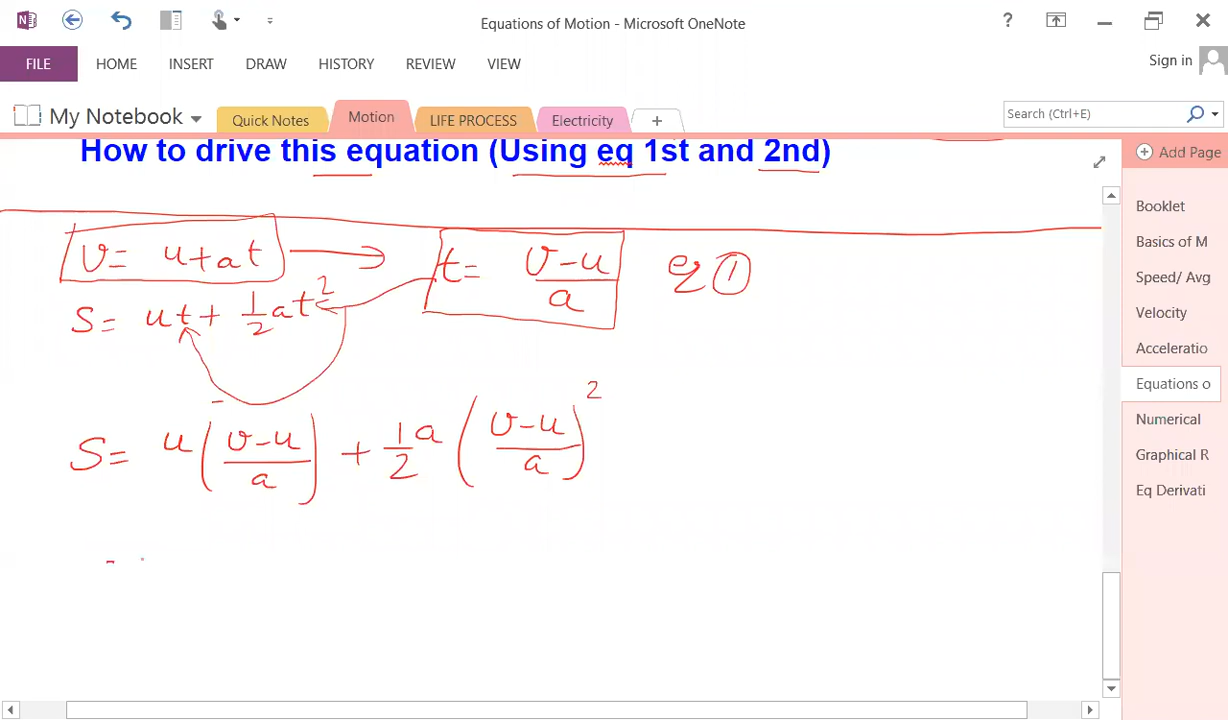 Equations of Motion - Microsoft OneNote
?
FILE HOME INSERT DRAW HISTORY REVIEW VIEW
Sign in
My Notebook
Quick Notes
Motion
LIFE PROCESS
Electricity
+
Search (Ctrl+E)
How to drive this equation (Using eq 1st and 2nd)
v= u+at
t= v-u/a
eq ①
S= ut+ 1/2 at²
S= u(v-u/a) + 1/2 a (v-u/a)²
Add Page
Booklet
Basics of M
Speed/ Avg
Velocity
Acceleratio
Equations o
Numerical
Graphical R
Eq Derivati